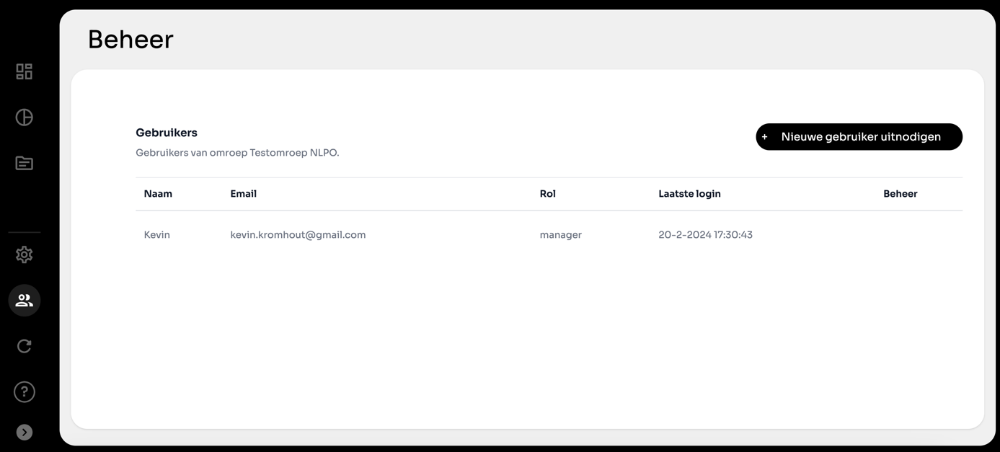 Beheer
Gebruikers
Gebruikers van omroep Testomroep NLPO.
+ Nieuwe gebruiker uitnodigen
Naam Email Rol Laatste login Beheer
Kevin kevin.kromhout@gmail.com manager 20-2-2024 17:30:43
?